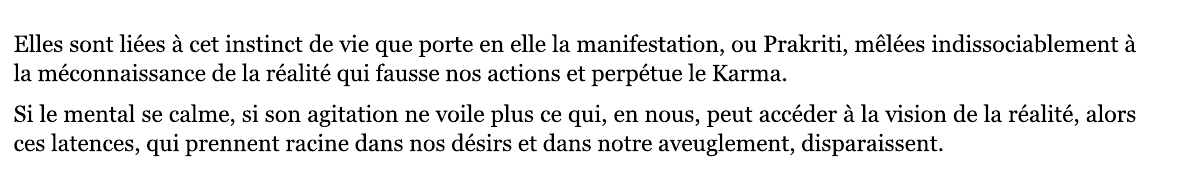 Elles sont liées à cet instinct de vie que porte en elle la manifestation, ou Prakriti, mêlées indissociablement à
la méconnaissance de la réalité qui fausse nos actions et perpétue le Karma.
Si le mental se calme, si son agitation ne voile plus ce qui, en nous, peut accéder à la vision de la réalité, alors
ces latences, qui prennent racine dans nos désirs et dans notre aveuglement, disparaissent.